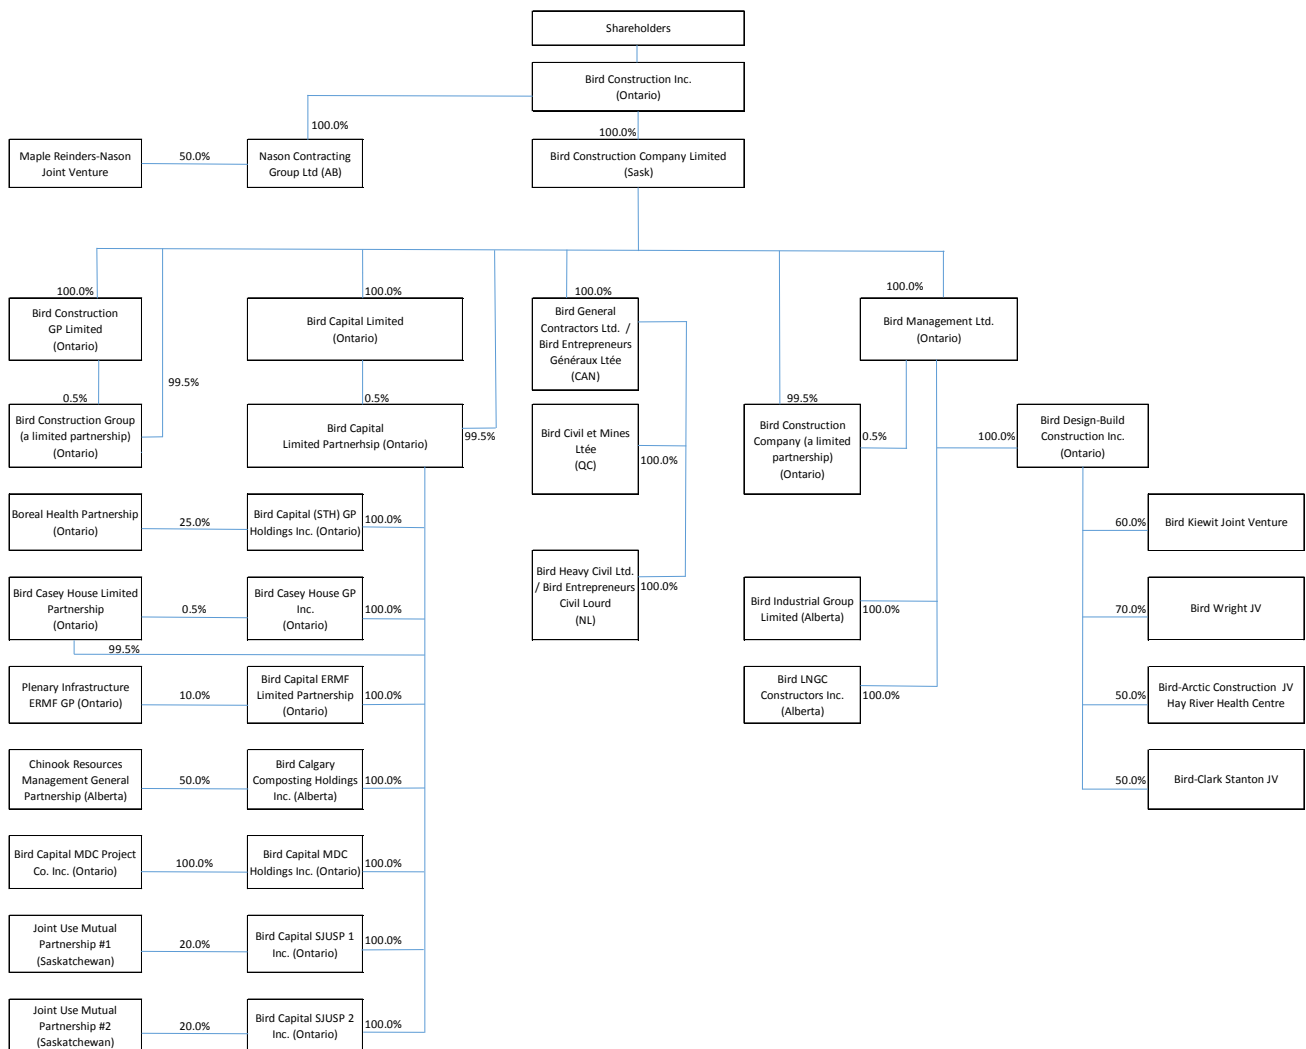 Shareholders
Bird Construction Inc.
(Ontario)
100.0%
100.0%
Maple Reinders-Nason
Joint Venture
50.0%
Nason Contracting
Group Ltd (AB)
Bird Construction Company Limited
(Sask)
100.0%
100.0%
100.0%
100.0%
Bird Construction
GP Limited
(Ontario)
Bird Capital Limited
(Ontario)
Bird General
Contractors Ltd. /
Bird Entrepreneurs
Généraux Ltée
(CAN)
Bird Management Ltd.
(Ontario)
99.5%
0.5%
0.5%
99.5%
Bird Construction Group
(a limited partnership)
(Ontario)
Bird Capital
Limited Partnerhsip (Ontario)
99.5%
Bird Civil et Mines
Ltée
(QC)
100.0%
Bird Construction
Company (a limited
partnership)
(Ontario)
0.5%
100.0%
Bird Design-Build
Construction Inc.
(Ontario)
Boreal Health Partnership
(Ontario)
25.0%
Bird Capital (STH) GP
Holdings Inc. (Ontario)
100.0%
60.0%
Bird Kiewit Joint Venture
Bird Casey House Limited
Partnership
(Ontario)
0.5%
Bird Casey House GP
Inc.
(Ontario)
100.0%
99.5%
Bird Heavy Civil Ltd.
/ Bird Entrepreneurs
Civil Lourd
(NL)
100.0%
Bird Industrial Group
Limited (Alberta)
100.0%
70.0%
Bird Wright JV
Plenary Infrastructure
ERMF GP (Ontario)
10.0%
Bird Capital ERMF
Limited Partnership
(Ontario)
100.0%
Bird LNGC
Constructors Inc.
(Alberta)
100.0%
50.0%
Bird-Arctic Construction JV
Hay River Health Centre
Chinook Resources
Management General
Partnership (Alberta)
50.0%
Bird Calgary
Composting Holdings
Inc. (Alberta)
100.0%
50.0%
Bird-Clark Stanton JV
Bird Capital MDC Project
Co. Inc. (Ontario)
100.0%
Bird Capital MDC
Holdings Inc. (Ontario)
100.0%
Joint Use Mutual
Partnership #1
(Saskatchewan)
20.0%
Bird Capital SJUSP 1
Inc. (Ontario)
100.0%
Joint Use Mutual
Partnership #2
(Saskatchewan)
20.0%
Bird Capital SJUSP 2
Inc. (Ontario)
100.0%